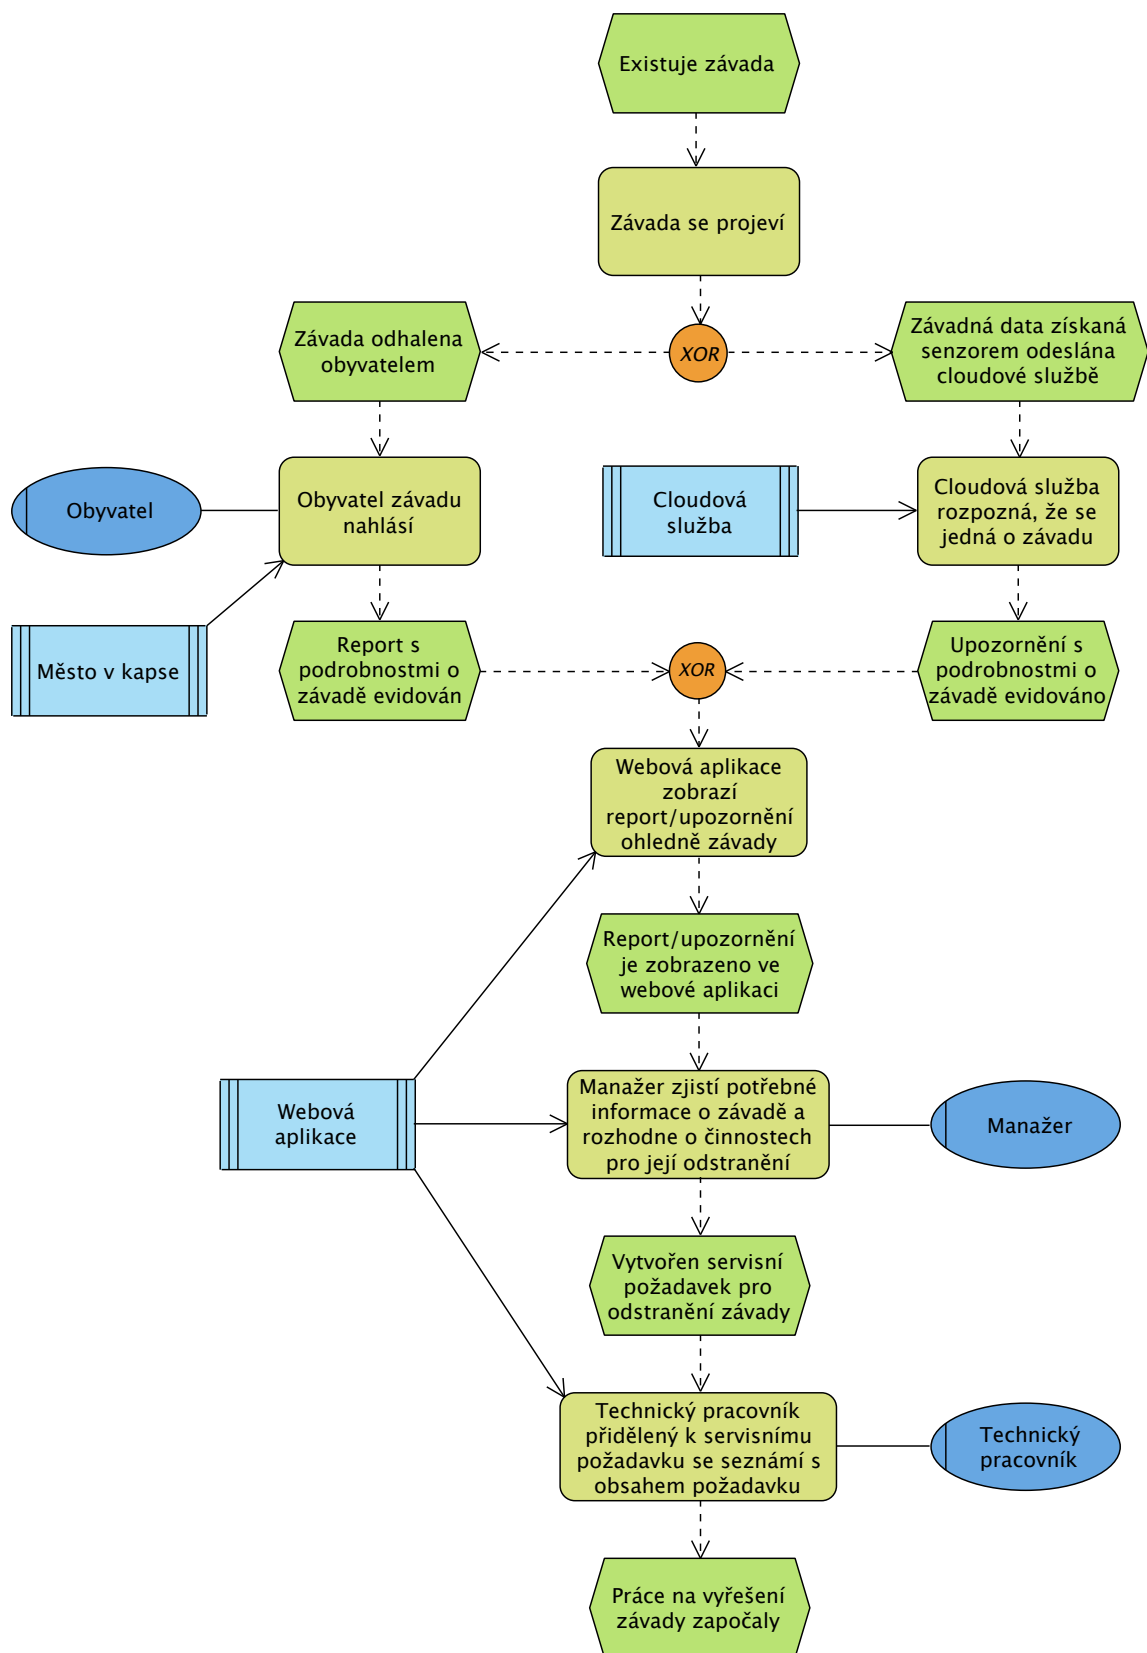 Existuje závada
Závada se projeví
Závada odhalena
obyvatelem
XOR
Závadná data získaná
senzorem odeslána
cloudové službě
Obyvatel
Obyvatel závadu
nahlásí
Cloudová
služba
Cloudová služba
rozpozná, že se
jedná o závadu
Město v kapse
Report s
podrobnostmi o
závadě evidován
XOR
Upozornění s
podrobnostmi o
závadě evidováno
Webová aplikace
zobrazí
report/upozornění
ohledně závady
Report/upozornění
je zobrazeno ve
webové aplikaci
Webová
aplikace
Manažer zjistí potřebné
informace o závadě a
rozhodne o činnostech
pro její odstranění
Manažer
Vytvořen servisní
požadavek pro
odstranění závady
Technický pracovník
přidělený k servisnímu
požadavku se seznámí s
obsahem požadavku
Technický
pracovník
Práce na vyřešení
závady započaly